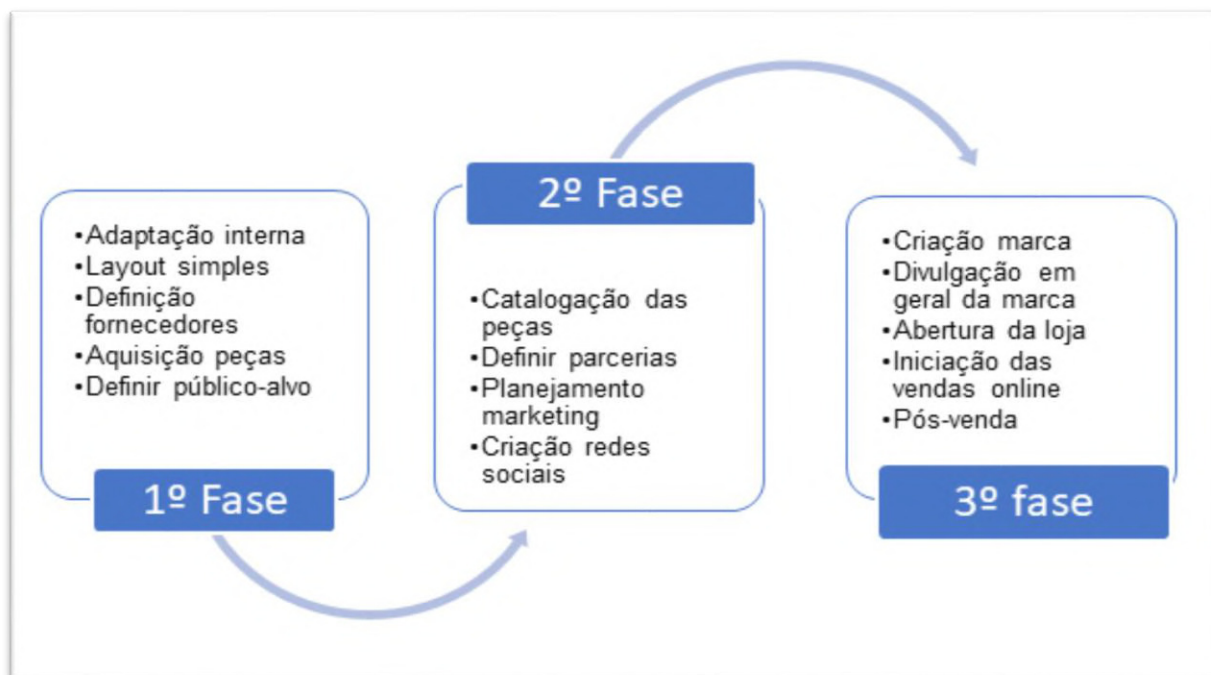 •Adaptação interna
•Layout simples
•Definição
fornecedores
•Aquisição peças
•Definir público-alvo
1º Fase
2º Fase
•Catalogação das
peças
•Definir parcerias
•Planejamento
marketing
•Criação redes
sociais
•Criação marca
•Divulgação em
geral da marca
•Abertura da loja
•Iniciação das
vendas online
•Pós-venda
3º fase